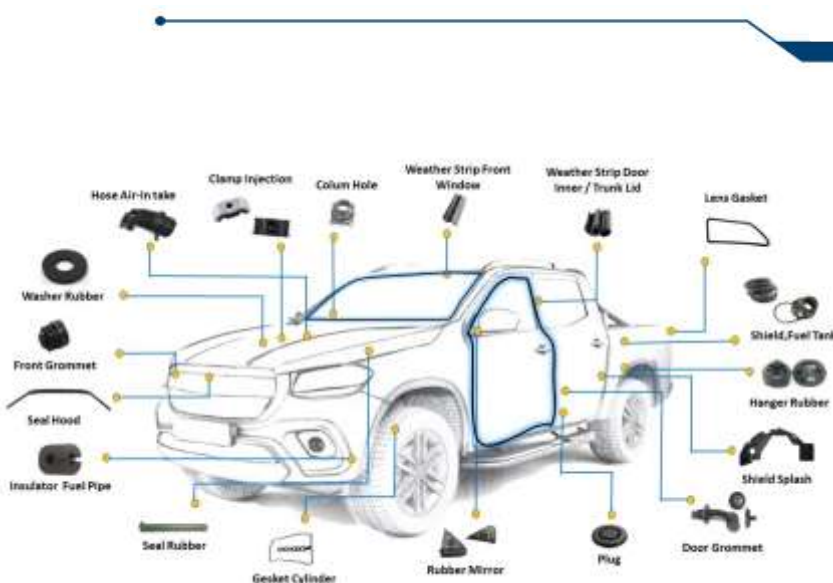 Weather Strip Front
Window
Weather Strip Door
Inner / Trunk Lid
Clamp Injection
Colum Hole
Hose Air-In take
Lens Gasket
Washer Rubber
Shield,Fuel Tank
Front Grommet
Hanger Rubber
Seal Hood
Shield Splash
Insulator Fuel Pipe
Seal Rubber
Door Grommet
Plug
Rubber Mirror
Gesket Cylinder